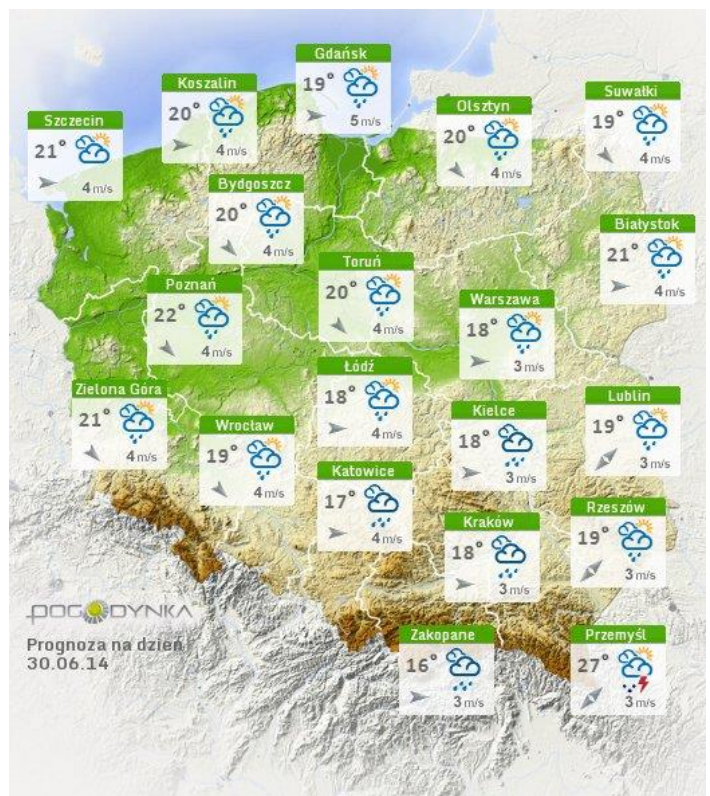 Gdańsk
19°
5 m/s
Koszalin
20°
4 m/s
Suwałki
19°
4 m/s
Olsztyn
20°
4 m/s
Szczecin
21°
4 m/s
Bydgoszcz
20°
4 m/s
Białystok
21°
4 m/s
Toruń
20°
4 m/s
Poznań
22°
4 m/s
Warszawa
18°
3 m/s
Łódź
18°
4 m/s
Zielona Góra
21°
4 m/s
Lublin
19°
3 m/s
Kielce
18°
3 m/s
Wrocław
19°
4 m/s
Katowice
17°
4 m/s
Rzeszów
19°
3 m/s
Kraków
18°
3 m/s
POGODYNKA
Prognoza na dzień
30.06.14
Zakopane
16°
3 m/s
Przemyśl
27°
3 m/s